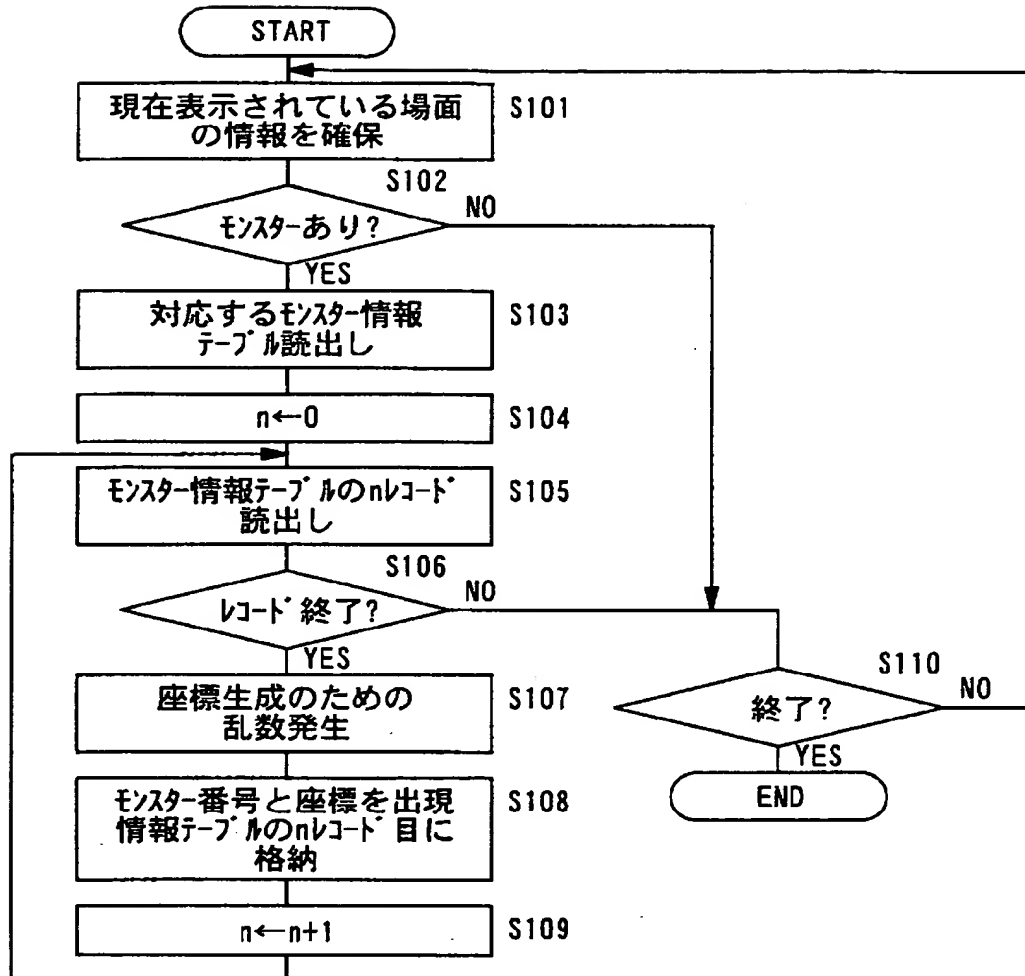 START
現在表示されている場面
の情報を確保
S101
S102
モンスターあり?
NO
YES
対応するモンスター情報
テーブル読出し
S103
n←0
S104
モンスター情報テーブルのnレコード
読出し
S105
S106
レコード終了?
NO
YES
座標生成のための
乱数発生
S107
S110
終了?
NO
YES
END
モンスター番号と座標を出現
情報テーブルのnレコード目に
格納
S108
n←n+1
S109